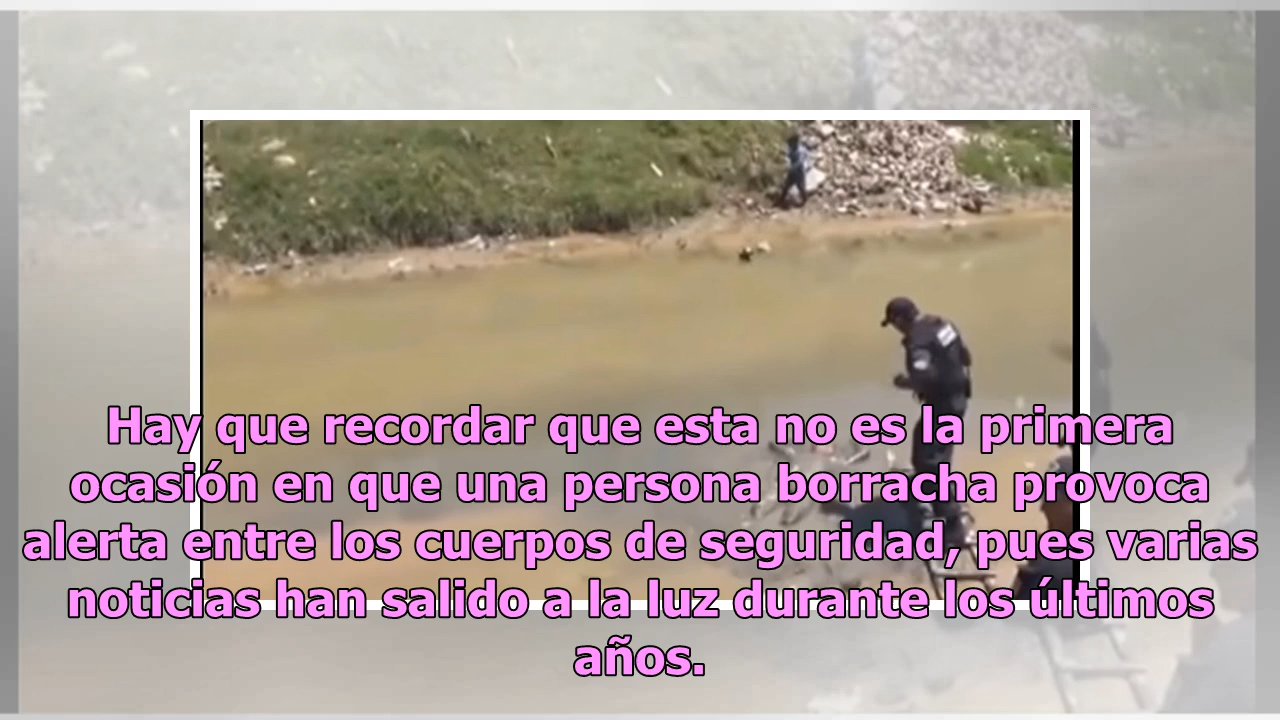 Hay que recordar que esta no es la primera
ocasión en que una persona borracha provoca
alerta entre los cuerpos de seguridad, pues varias
noticias han salido a la luz durante los últimos
años.